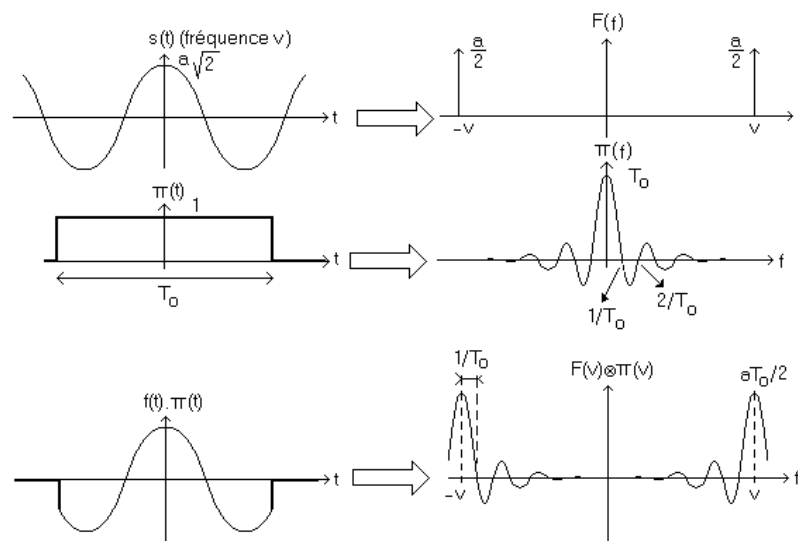 s(t) (fréquence ν)
a√2
t
F(f)
a/2
a/2
-ν
ν
π(t)
1
t
T₀
π(f)
T₀
f
1/T₀
2/T₀
f(t).π(t)
t
1/T₀
F(ν)⊗π(ν)
aT₀/2
-ν
ν
f